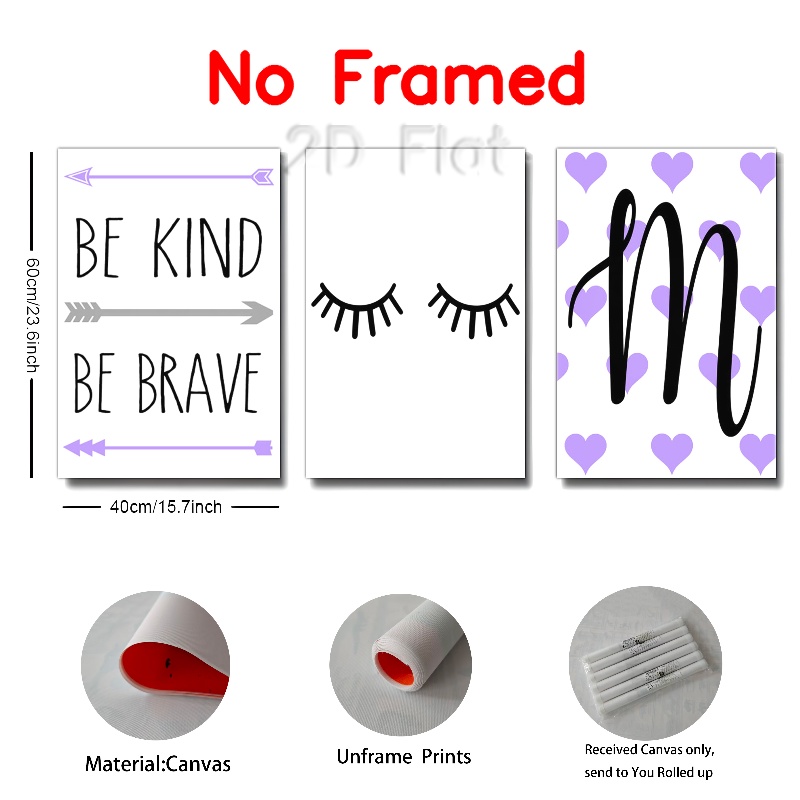 No Framed
2D Flat
BE KIND
BE BRAVE
m
60cm/23.6inch
40cm/15.7inch
Material:Canvas
Unframe Prints
Received Canvas only,
send to You Rolled up